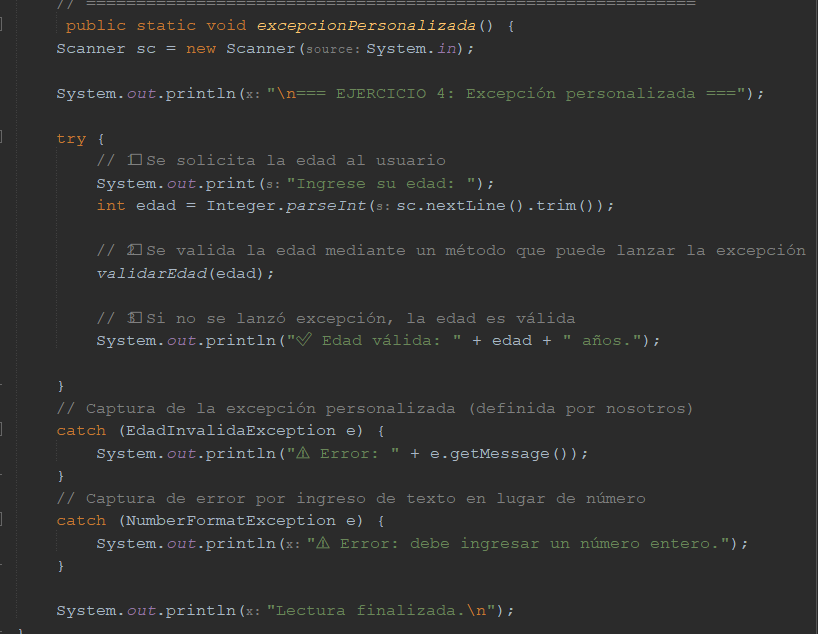 // =============================================================
public static void excepcionPersonalizada() {
Scanner sc = new Scanner(source: System.in);
System.out.println(x: "\n=== EJERCICIO 4: Excepción personalizada ===");
try {
// 1️⃣ Se solicita la edad al usuario
System.out.print(s: "Ingrese su edad: ");
int edad = Integer.parseInt(s: sc.nextLine().trim());
// 2️⃣ Se valida la edad mediante un método que puede lanzar la excepción
validarEdad(edad);
// 3️⃣ Si no se lanzó excepción, la edad es válida
System.out.println("✅ Edad válida: " + edad + " años.");
}
// Captura de la excepción personalizada (definida por nosotros)
catch (EdadInvalidaException e) {
System.out.println("⚠ Error: " + e.getMessage());
}
// Captura de error por ingreso de texto en lugar de número
catch (NumberFormatException e) {
System.out.println(x: "⚠ Error: debe ingresar un número entero.");
}
System.out.println(x: "Lectura finalizada.\n");
}